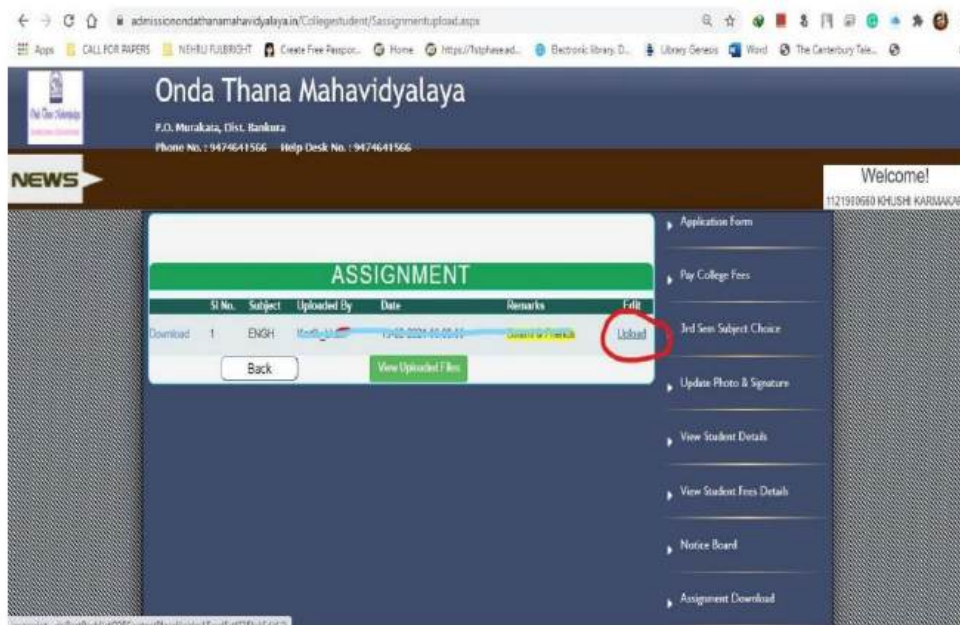 admissionondathanamahavidyalaya.in/Collegestudent/Sassignmentupload.aspx
Apps CALL FOR PAPERS NEHRU FULBRIGHT Create Free Passpor... Home https://1stphasead... Electronic library, D... Library Genesis Word The Canterbury Tale...
Onda Thana Mahavidyalaya
P.O. Murakata, Dist. Bankura
Phone No. : 9474641566 Help Desk No. : 9474641566
NEWS
Welcome!
KHUSHI KARMAKAR
Application Form
Pay College Fees
3rd Sem Subject Choice
Update Photo & Signature
View Student Details
View Student Fees Details
Notice Board
Assignment Download
ASSIGNMENT
Sl No. Subject Uploaded By Date Remarks Edit
Download 1 ENGH Upload
Back View Uploaded Files